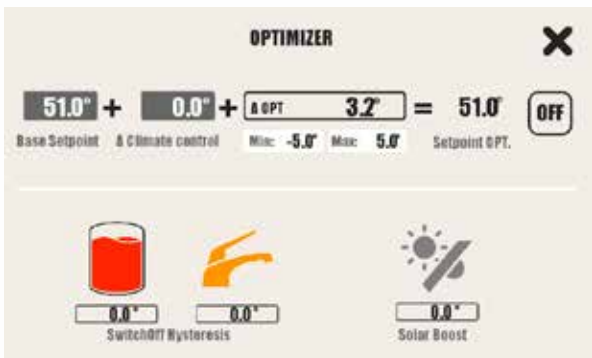 OPTIMIZER
51.0° + 0.0° + Δ OPT 3.2° = 51.0° OFF
Base Setpoint Δ Climate control Min: -5.0° Max: 5.0° Setpoint OPT.
0.0° 0.0° 0.0°
SwitchOff Hysteresis Solar Boost